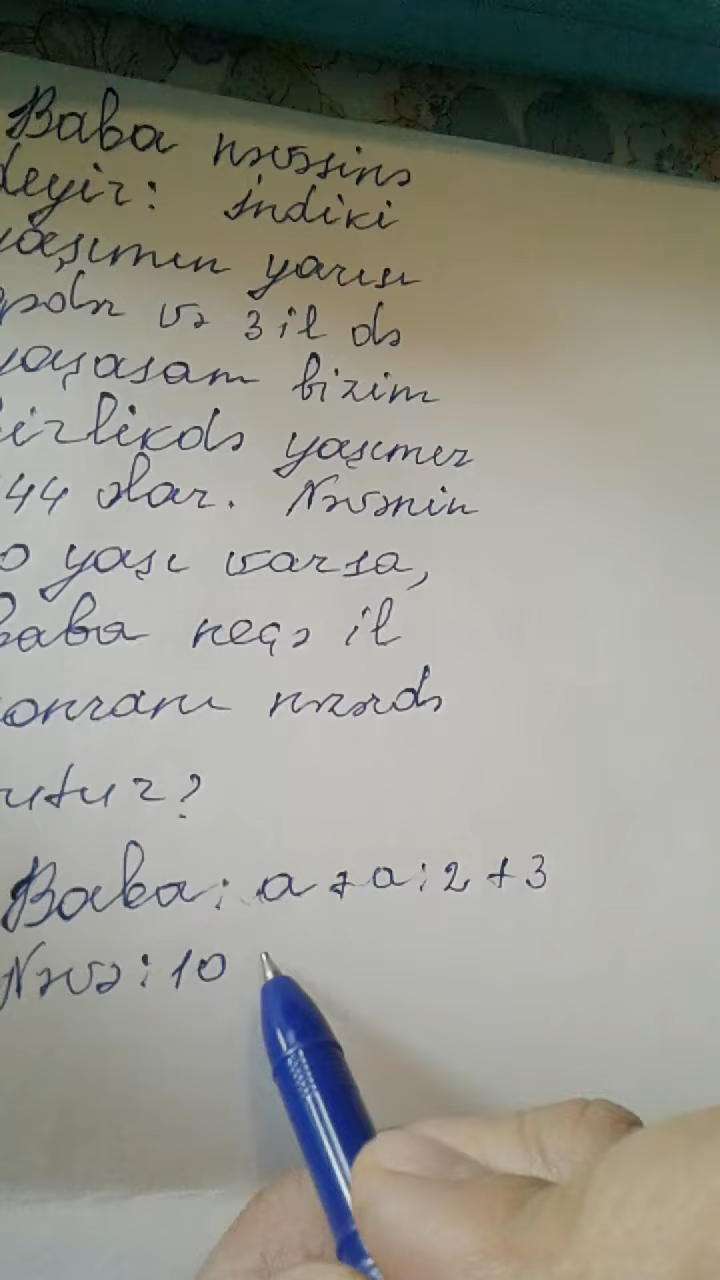 Baba nəvəsinə
deyir: indiki
yaşımın yarısı
qədər və 3 il də
yaşasam bizim
birlikdə yaşımız
144 olar. Nəvənin
10 yaşı varsa,
baba neçə il
sonranı nəzərdə
tutur?
Baba: a + a : 2 + 3
Nəvə: 10